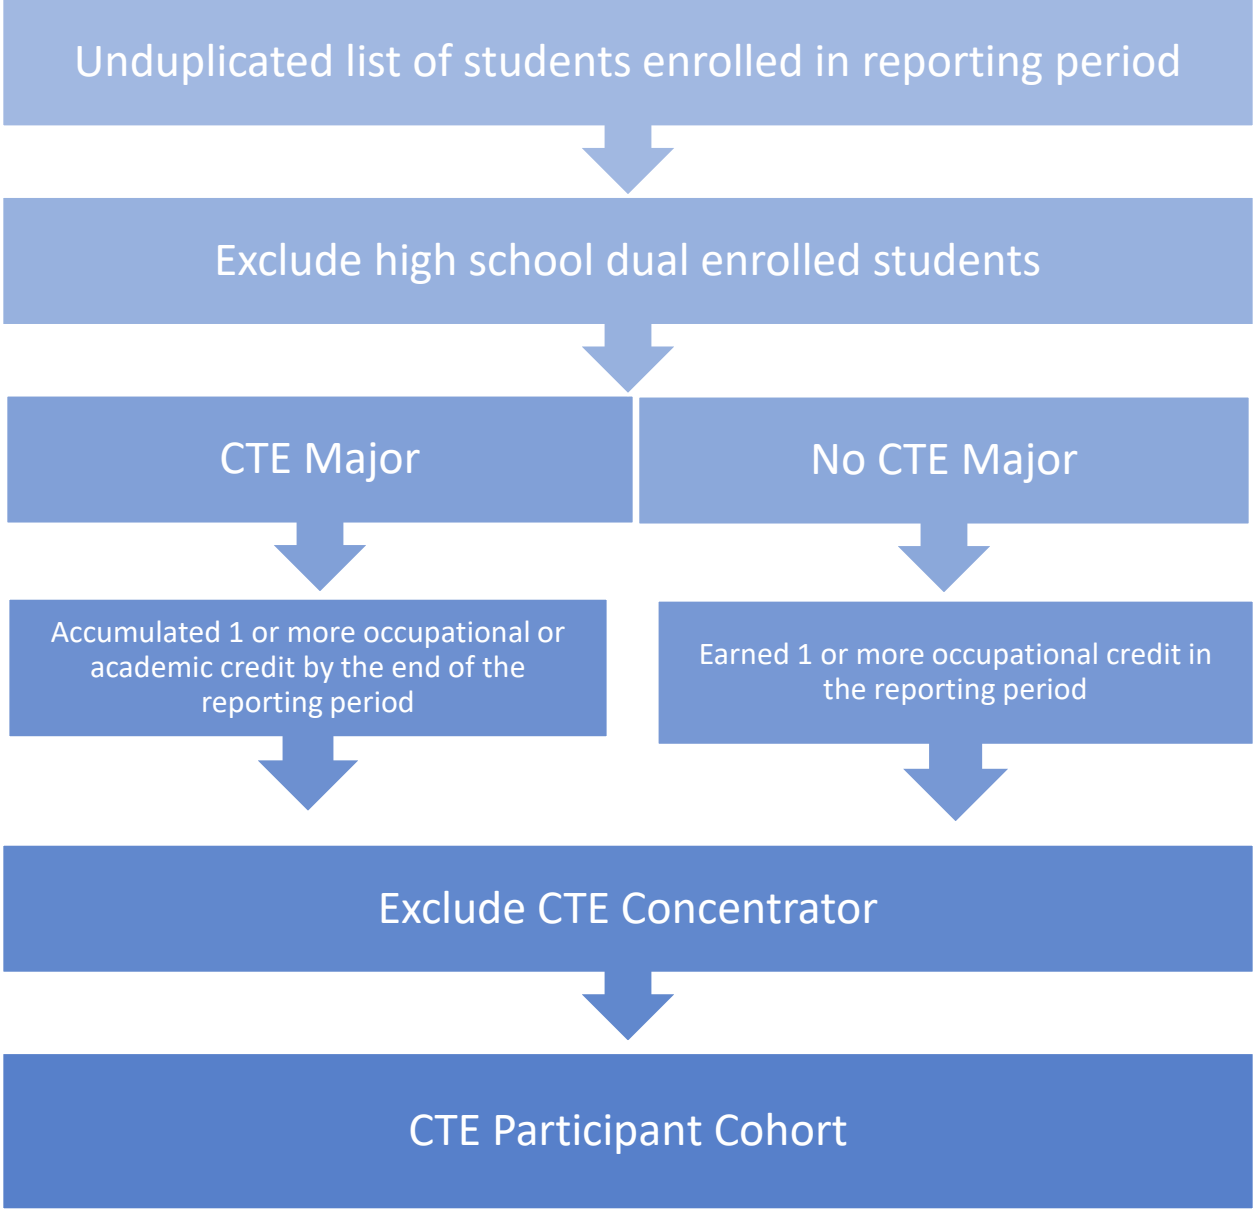 Unduplicated list of students enrolled in reporting period
Exclude high school dual enrolled students
CTE Major
No CTE Major
Accumulated 1 or more occupational or
academic credit by the end of the
reporting period
Earned 1 or more occupational credit in
the reporting period
Exclude CTE Concentrator
CTE Participant Cohort